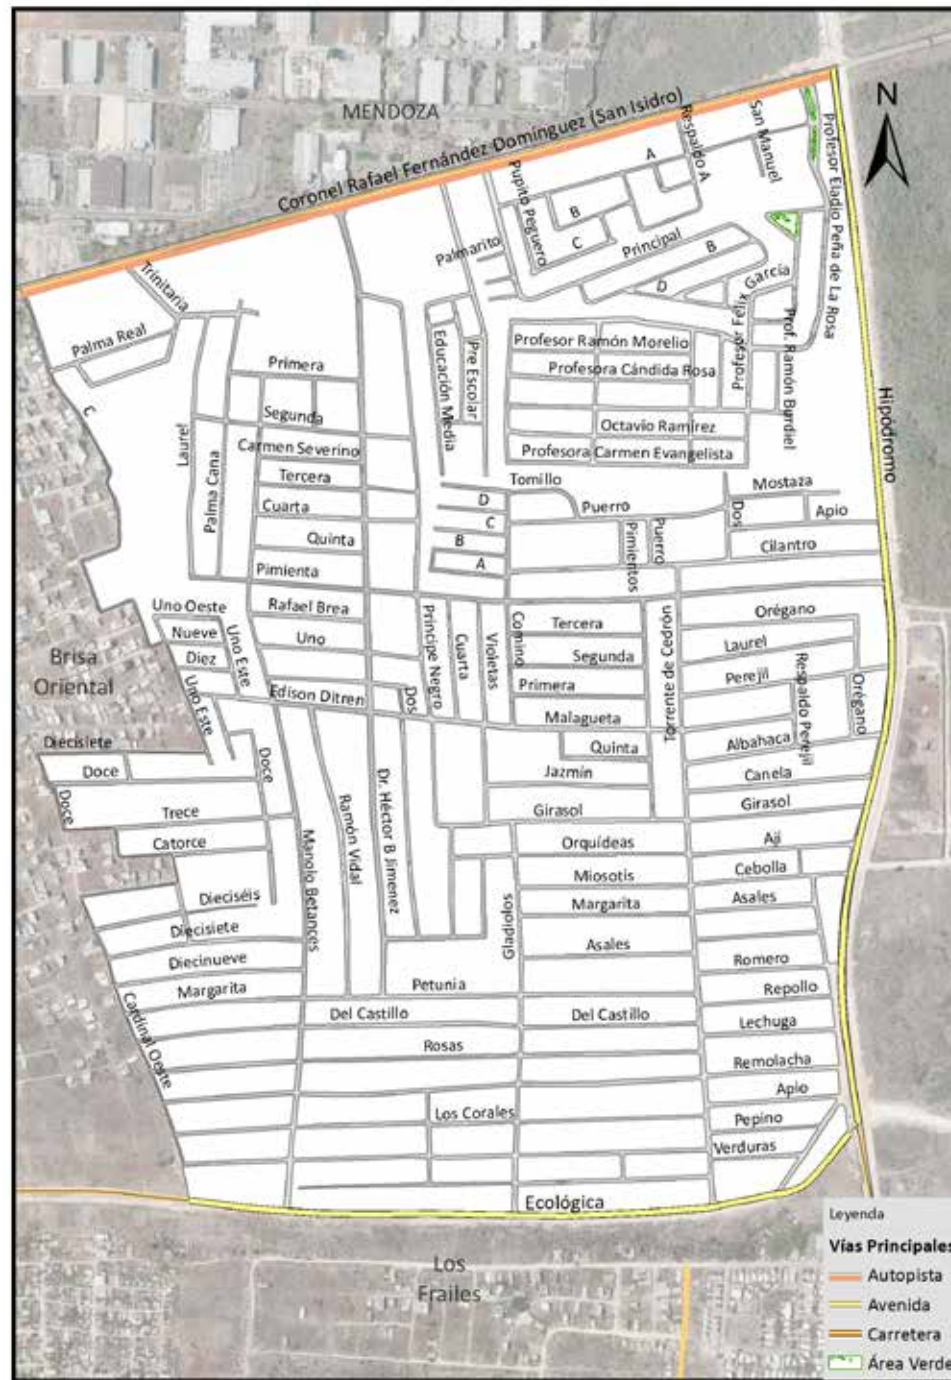 MENDOZA
N
Coronel Rafael Fernández Domínguez (San Isidro)
Respaldo A
San Manuel
A
Profesor Eladio Peña de La Rosa
Pupito Peguero
B
C
Principal
B
D
Palmarito
Trinitaria
Palma Real
Profesor Félix García
Prof. Ramón Burdiel
Educación Media
Pre Escolar
Profesor Ramón Morelio
Profesora Cándida Rosa
Primera
Hipodromo
C
Segunda
Octavio Ramírez
Laurel
Palma Cana
Carmen Severino
Profesora Carmen Evangelista
Tercera
Tomillo
Mostaza
Cuarta
D
Puerro
Dos
Apio
C
Quinta
B
Pimientos
Puerro
Cilantro
A
Pimienta
Uno Oeste
Rafael Brea
Orégano
Nueve
Uno Este
Uno
Príncipe Negro
Cuarta
Violetas
Comino
Tercera
Torrente de Cedrón
Laurel
Brisa
Oriental
Diez
Segunda
Perejil
Respaldo Perejil
Orégano
Uno Este
Edison Ditren
Dos
Primera
Malagueta
Diecisiete
Doce
Quinta
Albahaca
Doce
Jazmín
Canela
Doce
Trece
Ramón Vidal
Dr. Héctor B Jimenez
Girasol
Girasol
Catorce
Manolo Betances
Orquídeas
Aji
Miosotis
Cebolla
Dieciséis
Gladiolos
Margarita
Asales
Diecisiete
Asales
Diecinueve
Romero
Margarita
Petunia
Repollo
Cardinal Oeste
Del Castillo
Del Castillo
Lechuga
Rosas
Remolacha
Apio
Los Corales
Pepino
Verduras
Ecológica
Los
Frailes
Leyenda
Vías Principales
Autopista
Avenida
Carretera
Área Verde